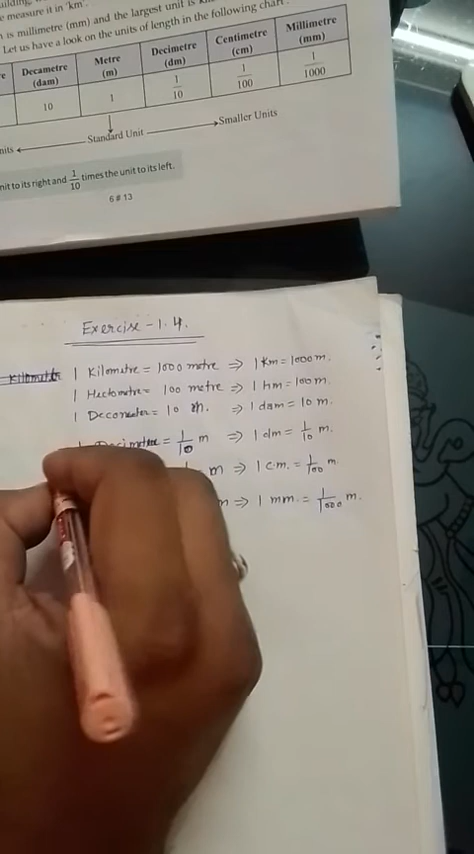 uilding,
e measure it in 'km'.
is millimetre (mm) and the largest unit is
Let us have a look on the units of length in the following chart
Decametre (dam) Metre (m) Decimetre (dm) Centimetre (cm) Millimetre (mm)
10 1 1/10 1/100 1/1000
nits Standard Unit Smaller Units
nit to its right and 1/10 times the unit to its left.
6 # 13
Exercise - 1.4.
1 Kilometre = 1000 metre ⇒ 1 Km = 1000 m.
1 Hectometre = 100 metre ⇒ 1 hm = 100 m.
= 10 m. ⇒ 1 dam = 10 m.
= 1/10 m ⇒ 1 dm = 1/10 m.
m ⇒ 1 cm. = 1/100 m
m ⇒ 1 mm. = 1/1000 m.